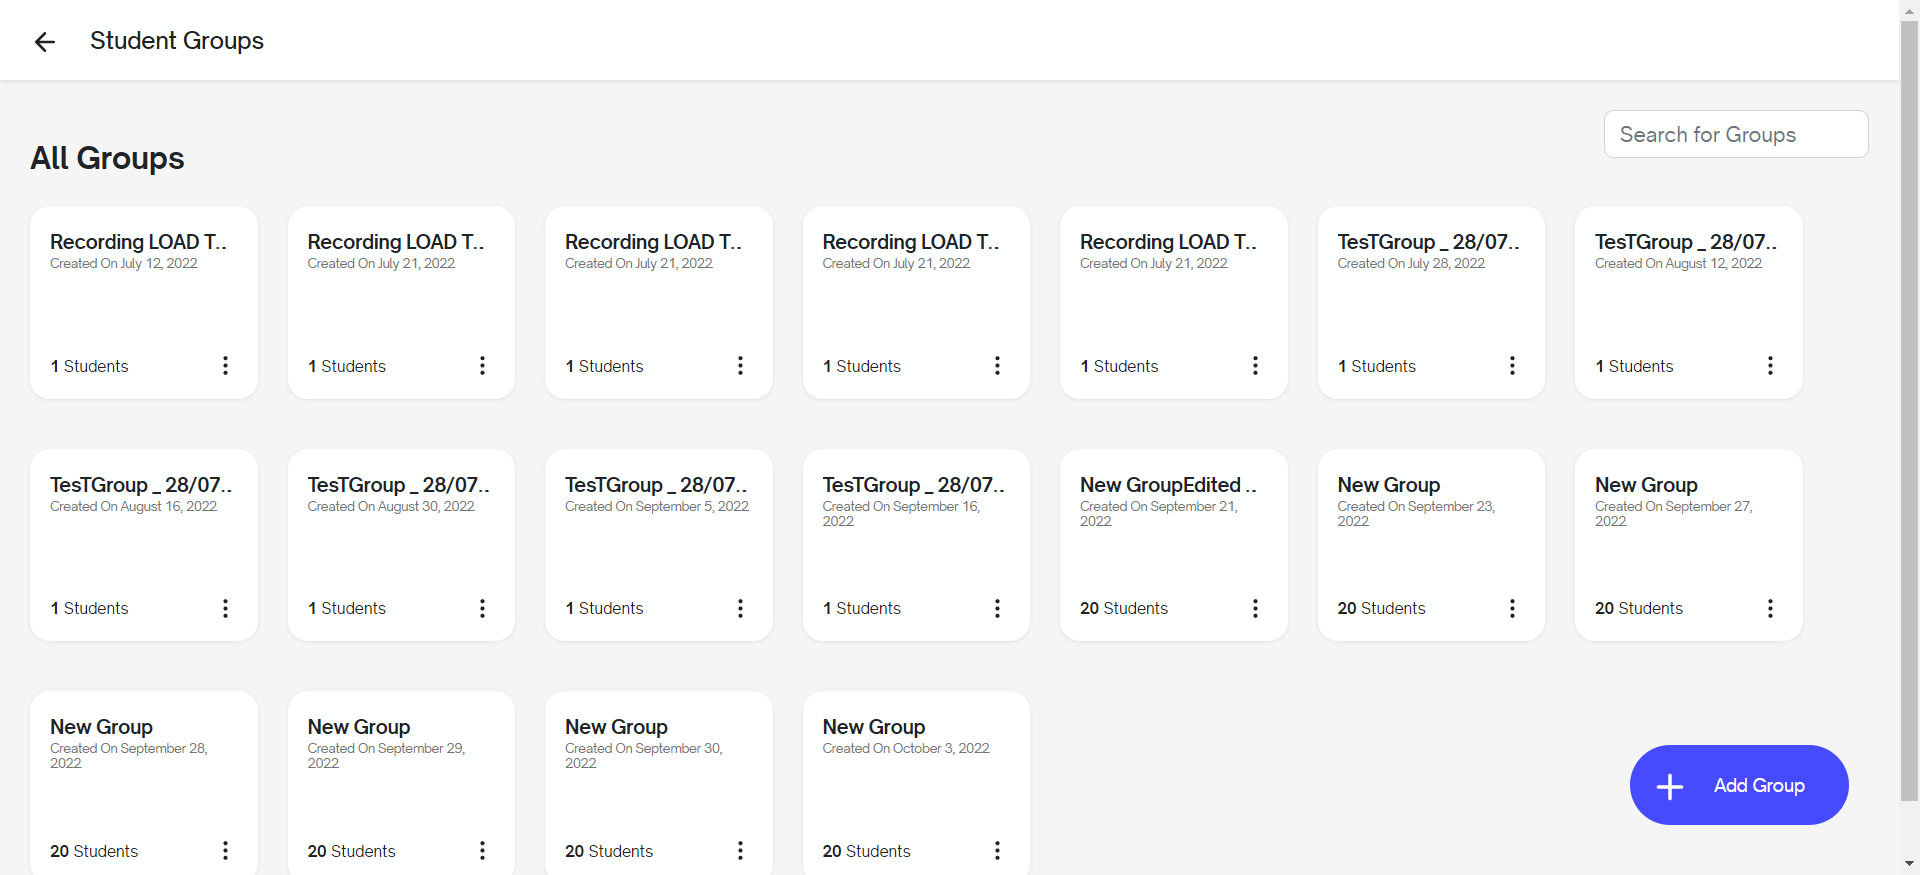 Student Groups
Search for Groups
All Groups
Recording LOAD T..
Created On July 12, 2022
1 Students
Recording LOAD T..
Created On July 21, 2022
1 Students
Recording LOAD T..
Created On July 21, 2022
1 Students
Recording LOAD T..
Created On July 21, 2022
1 Students
Recording LOAD T..
Created On July 21, 2022
1 Students
TesTGroup _ 28/07..
Created On July 28, 2022
1 Students
TesTGroup _ 28/07..
Created On August 12, 2022
1 Students
TesTGroup _ 28/07..
Created On August 16, 2022
1 Students
TesTGroup _ 28/07..
Created On August 30, 2022
1 Students
TesTGroup _ 28/07..
Created On September 5, 2022
1 Students
TesTGroup _ 28/07..
Created On September 16,
2022
1 Students
New GroupEdited ..
Created On September 21,
2022
20 Students
New Group
Created On September 23,
2022
20 Students
New Group
Created On September 27,
2022
20 Students
New Group
Created On September 28,
2022
20 Students
New Group
Created On September 29,
2022
20 Students
New Group
Created On September 30,
2022
20 Students
New Group
Created On October 3, 2022
20 Students
Add Group